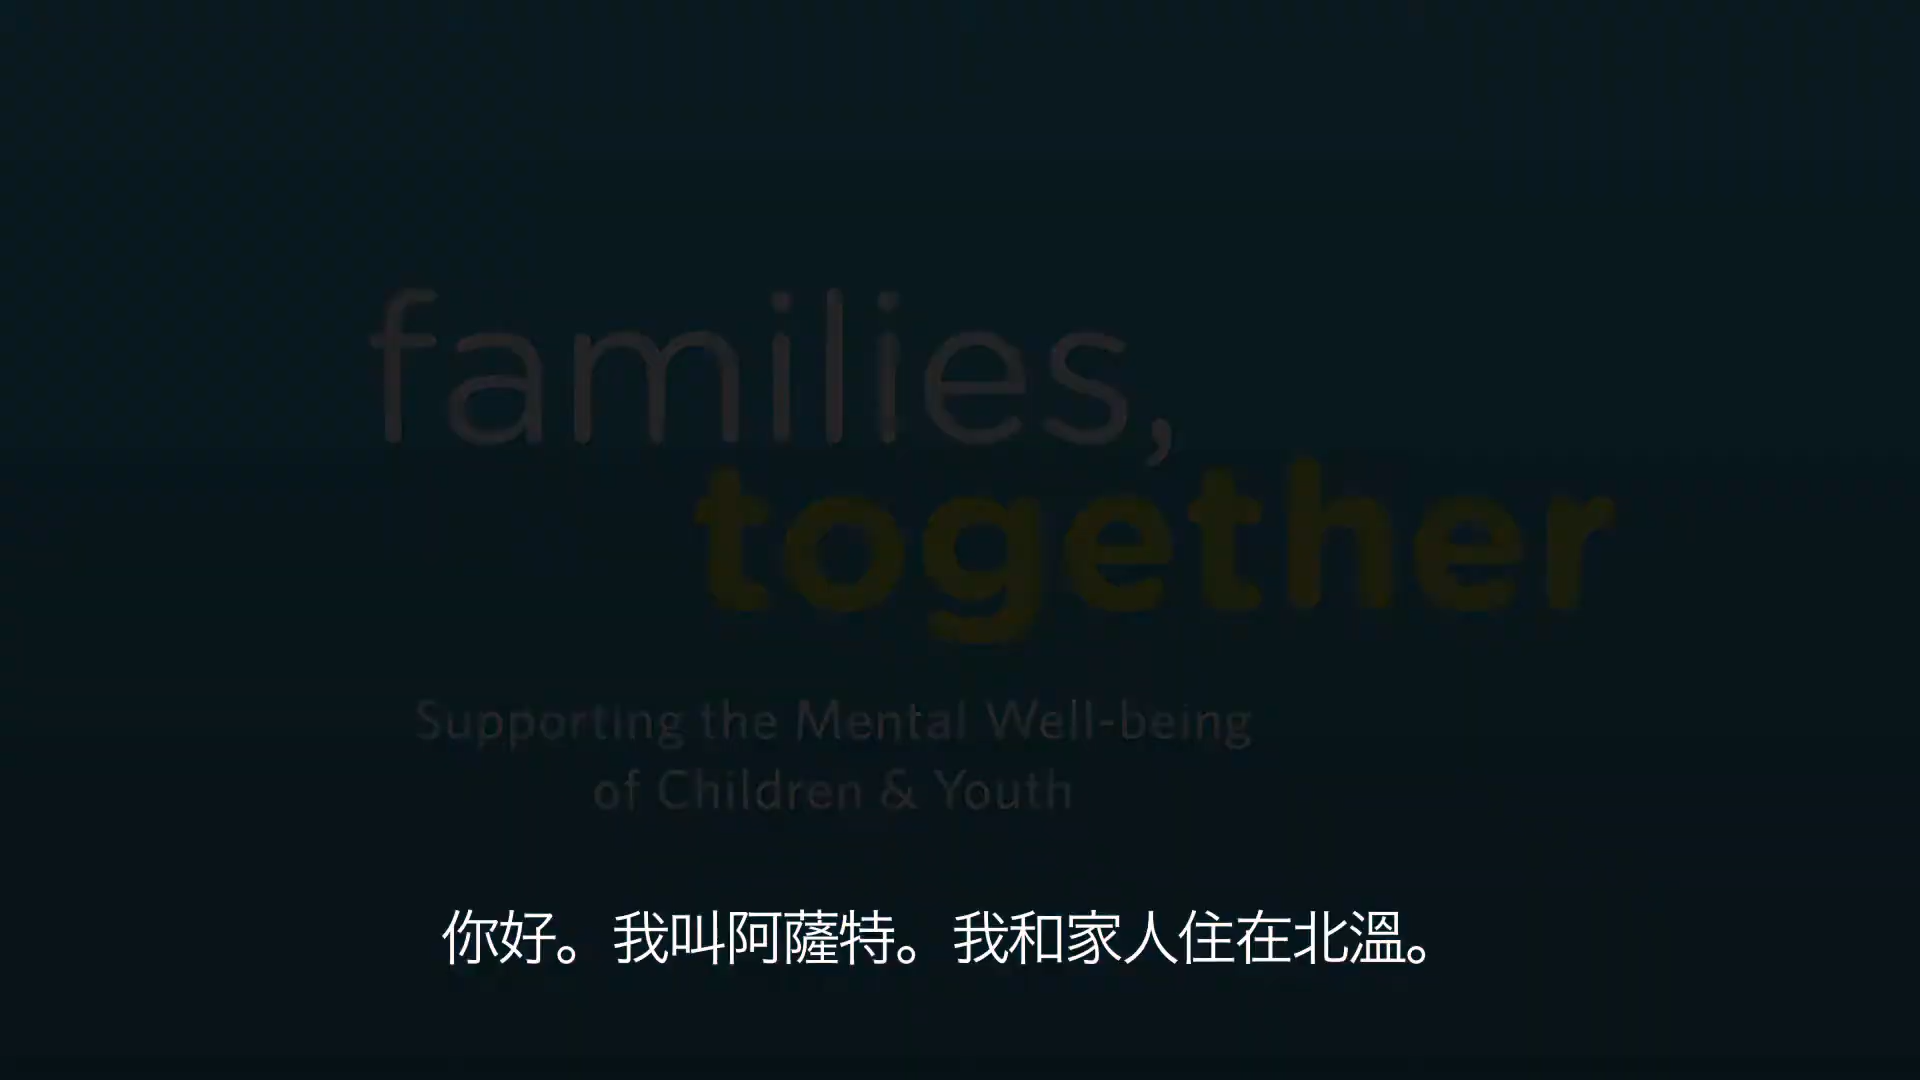 families,
together
Supporting the Mental Well-being
of Children & Youth
你好。我叫阿薩特。我和家人住在北溫。